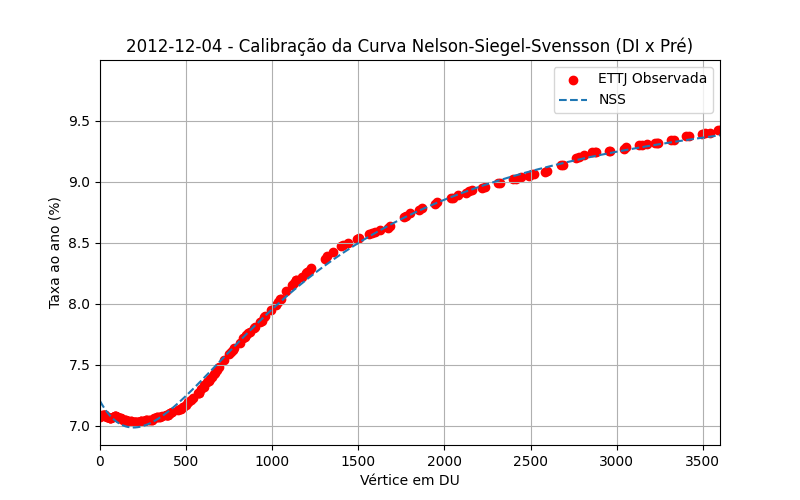 2012-12-04 - Calibração da Curva Nelson-Siegel-Svensson (DI x Pré)
ETTJ Observada
NSS
Taxa ao ano (%)
9.5
9.0
8.5
8.0
7.5
7.0
0 500 1000 1500 2000 2500 3000 3500
Vértice em DU